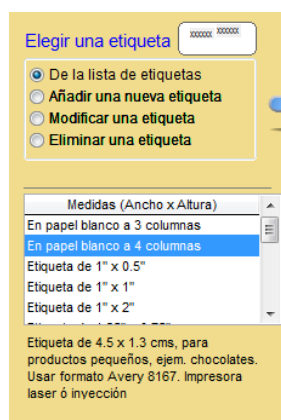 Elegir una etiqueta xxxxxx xxxxxx
De la lista de etiquetas
Añadir una nueva etiqueta
Modificar una etiqueta
Eliminar una etiqueta
Medidas (Ancho x Altura)
En papel blanco a 3 columnas
En papel blanco a 4 columnas
Etiqueta de 1" x 0.5"
Etiqueta de 1" x 1"
Etiqueta de 1" x 2"
Etiqueta de 4.5 x 1.3 cms, para
productos pequeños, ejem. chocolates.
Usar formato Avery 8167. Impresora
laser ó inyección